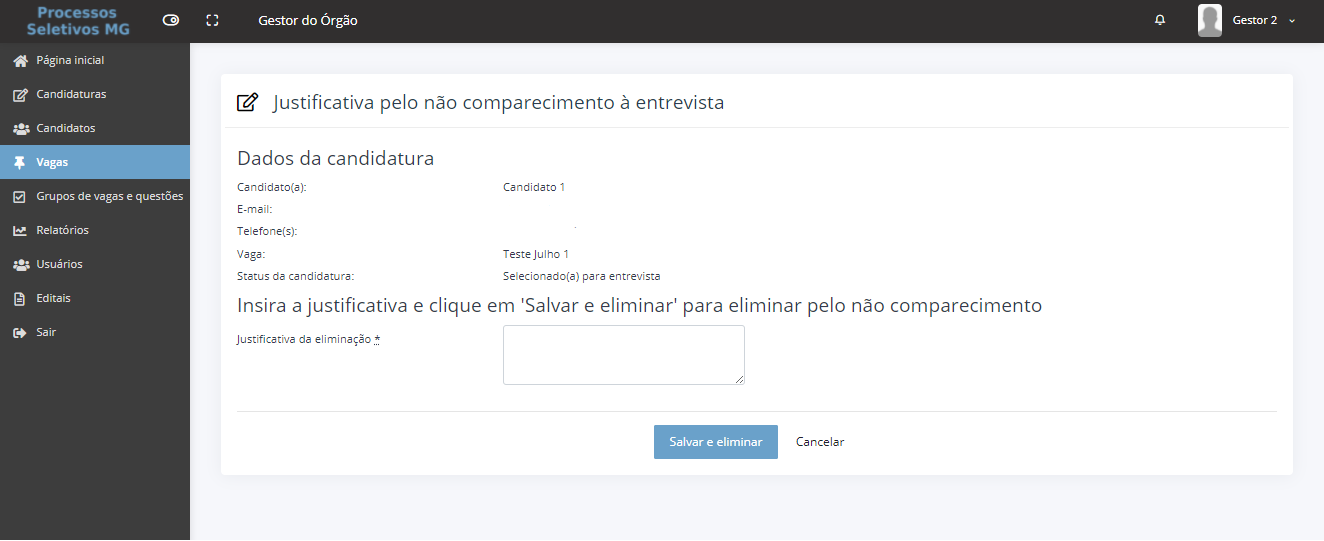 Processos
Seletivos MG
Gestor do Órgão
Gestor 2
Página inicial
Candidaturas
Candidatos
Vagas
Grupos de vagas e questões
Relatórios
Usuários
Editais
Sair
Justificativa pelo não comparecimento à entrevista
Dados da candidatura
Candidato(a): Candidato 1
E-mail:
Telefone(s):
Vaga: Teste Julho 1
Status da candidatura: Selecionado(a) para entrevista
Insira a justificativa e clique em 'Salvar e eliminar' para eliminar pelo não comparecimento
Justificativa da eliminação *
Salvar e eliminar Cancelar